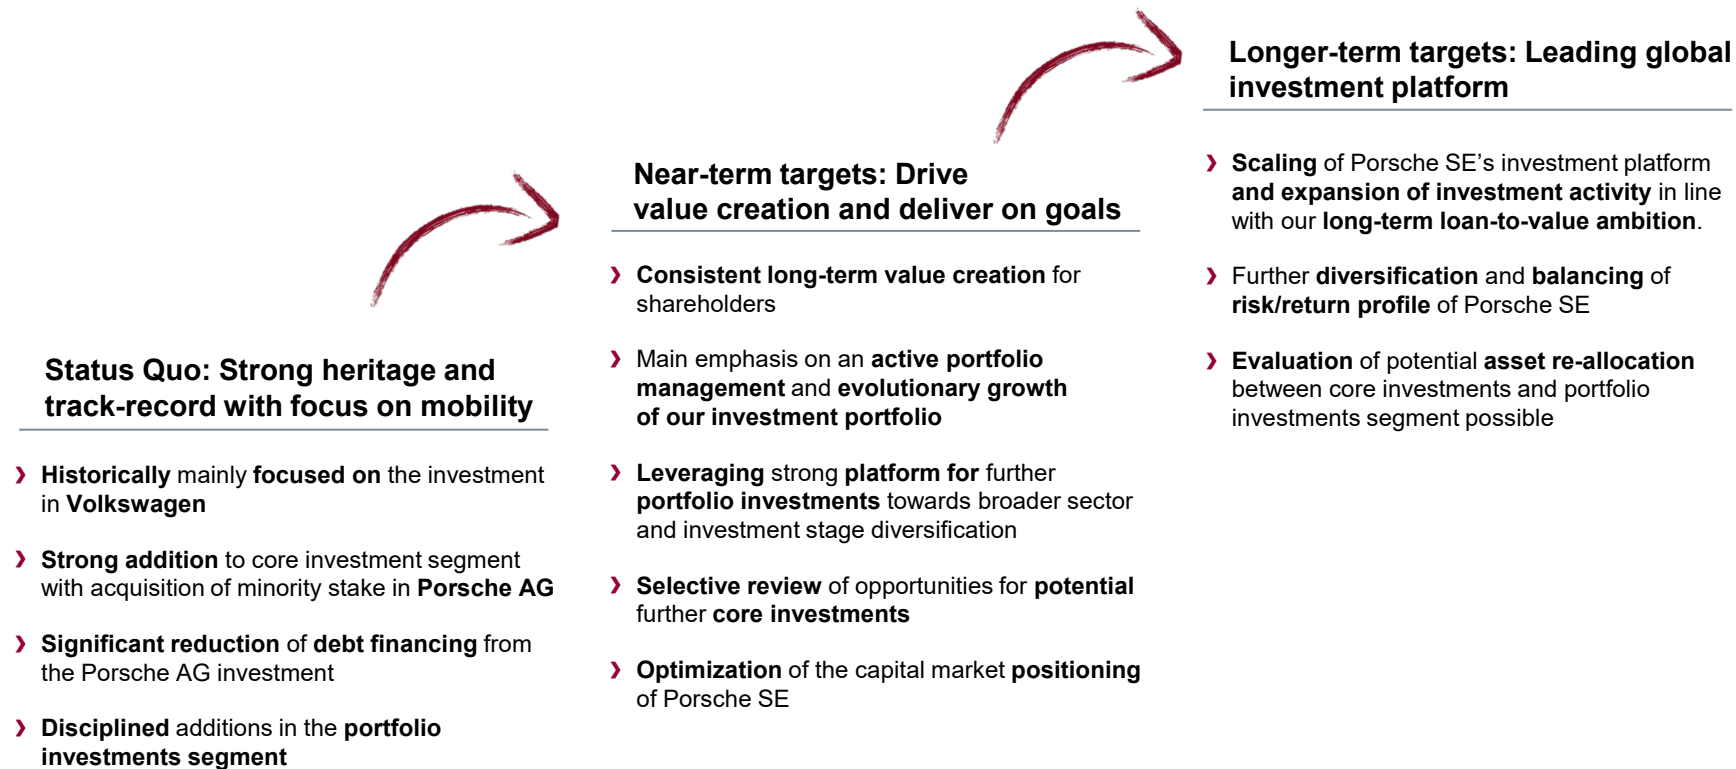 Status Quo: Strong heritage and
track-record with focus on mobility
Historically mainly focused on the investment
in Volkswagen
Strong addition to core investment segment
with acquisition of minority stake in Porsche AG
Significant reduction of debt financing from
the Porsche AG investment
Disciplined additions in the portfolio
investments segment
Near-term targets: Drive
value creation and deliver on goals
Consistent long-term value creation for
shareholders
Main emphasis on an active portfolio
management and evolutionary growth
of our investment portfolio
Leveraging strong platform for further
portfolio investments towards broader sector
and investment stage diversification
Selective review of opportunities for potential
further core investments
Optimization of the capital market positioning
of Porsche SE
Longer-term targets: Leading global
investment platform
Scaling of Porsche SE’s investment platform
and expansion of investment activity in line
with our long-term loan-to-value ambition.
Further diversification and balancing of
risk/return profile of Porsche SE
Evaluation of potential asset re-allocation
between core investments and portfolio
investments segment possible